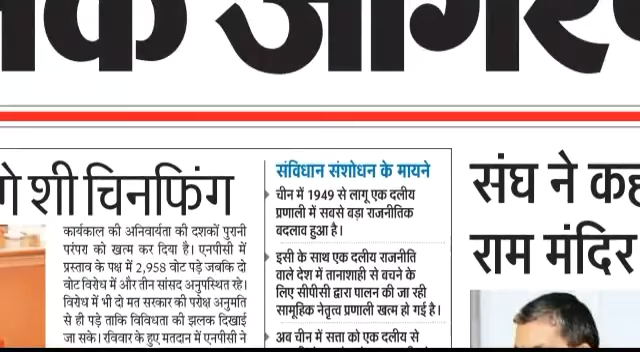 गे शी चिनफिंग
कार्यकाल की अनिवार्यता की दशकों पुरानी
परंपरा को खत्म कर दिया है। एनपीसी में
प्रस्ताव के पक्ष में 2,958 वोट पड़े जबकि दो
वोट विरोध में और तीन सांसद अनुपस्थित रहे।
विरोध में भी दो मत सरकार की परोक्ष अनुमति
से ही पड़े ताकि विविधता की झलक दिखाई
जा सके। रविवार के हुए मतदान में एनपीसी ने
संविधान संशोधन के मायने
चीन में 1949 से लागू एक दलीय
प्रणाली में सबसे बड़ा राजनीतिक
बदलाव हुआ है।
इसी के साथ एक दलीय राजनीति
वाले देश में तानाशाही से बचने के
लिए सीपीसी द्वारा पालन की जा रही
सामूहिक नेतृत्व प्रणाली खत्म हो गई है।
अब चीन में सत्ता को एक दलीय से
संघ ने
राम मंदिर